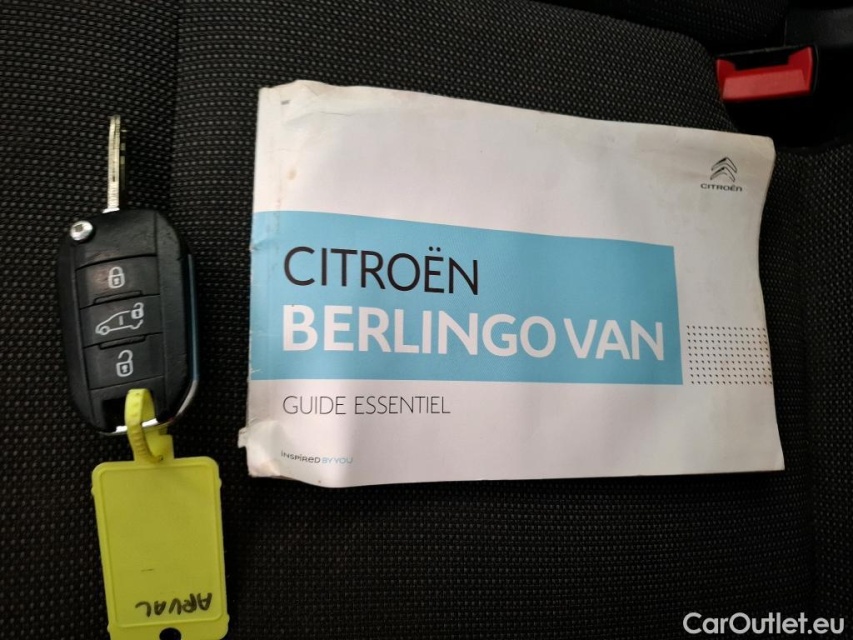 CITROËN
CITROËN
BERLINGO VAN
GUIDE ESSENTIEL
INSPIRED BY YOU
ARVAL
CarOutlet.eu